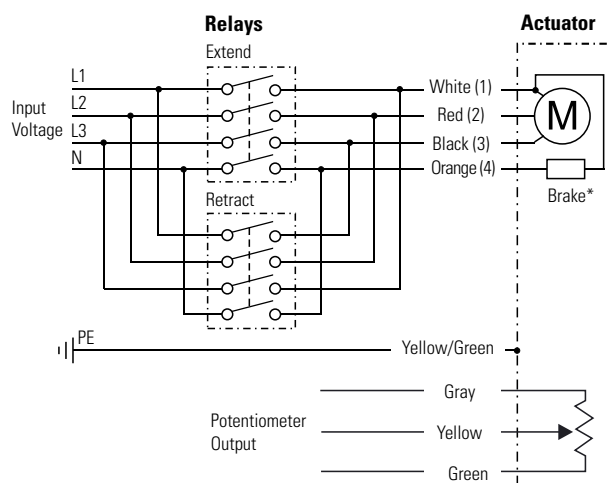 Relays
Actuator
Extend
Input
Voltage
L1
L2
L3
N
White (1)
Red (2)
Black (3)
Orange (4)
M
Brake*
Retract
PE
Yellow/Green
Potentiometer
Output
Gray
Yellow
Green